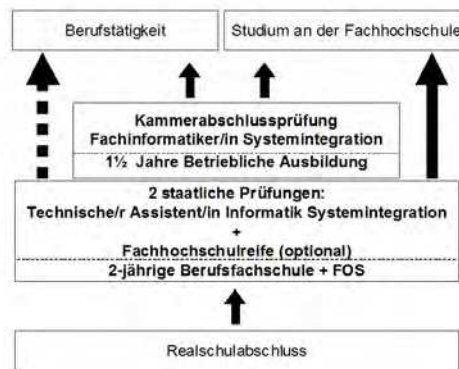 Berufstätigkeit
Studium an der Fachhochschule
Kammerabschlussprüfung
Fachinformatiker/in Systemintegration
1½ Jahre Betriebliche Ausbildung
2 staatliche Prüfungen:
Technische/r Assistent/in Informatik Systemintegration
+
Fachhochschulreife (optional)
2-jährige Berufsfachschule + FOS
Realschulabschluss